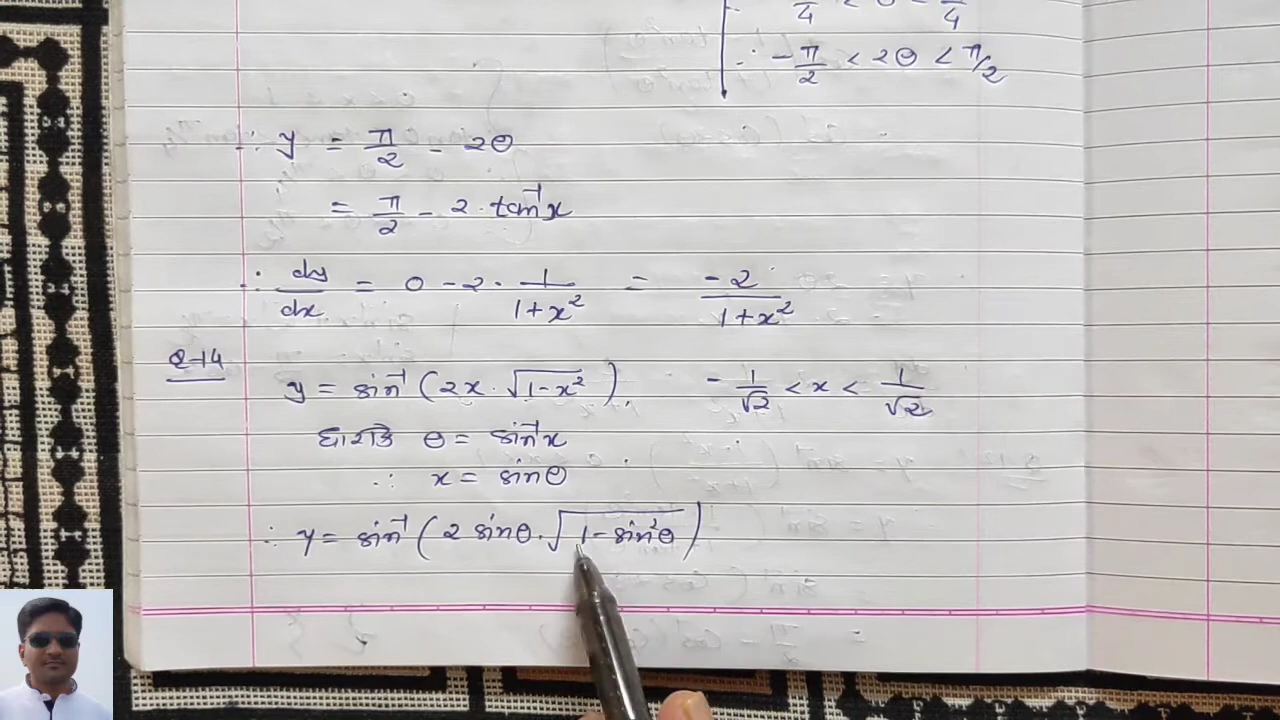 π/4 < θ < π/4
∴ -π/2 < 2θ < π/2
∴ y = π/2 - 2θ
= π/2 - 2 · tan⁻¹x
∴ dy/dx = 0 - 2 · 1/(1+x²) = -2/(1+x²)
Q-14
y = sin⁻¹(2x · √(1-x²)), -1/√2 < x < 1/√2
ધારોકે θ = sin⁻¹x
∴ x = sinθ
∴ y = sin⁻¹(2 sinθ · √(1-sin²θ))